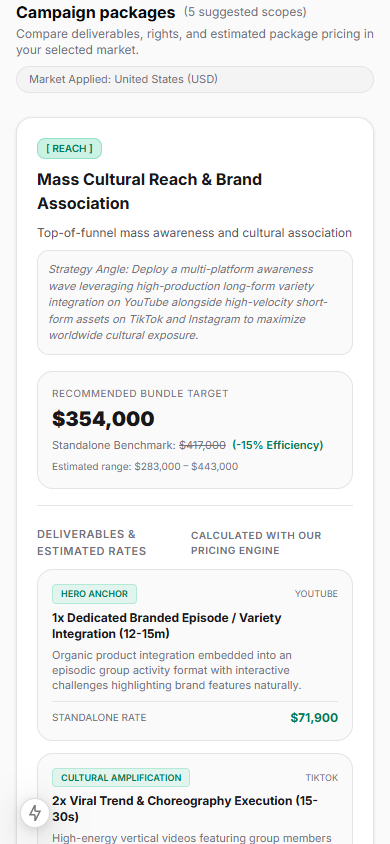 Campaign packages (5 suggested scopes)
Compare deliverables, rights, and estimated package pricing in
your selected market.
Market Applied: United States (USD)
[ REACH ]
Mass Cultural Reach & Brand
Association
Top-of-funnel mass awareness and cultural association
Strategy Angle: Deploy a multi-platform awareness
wave leveraging high-production long-form variety
integration on YouTube alongside high-velocity short-
form assets on TikTok and Instagram to maximize
worldwide cultural exposure.
RECOMMENDED BUNDLE TARGET
$354,000
Standalone Benchmark: $417,000 (-15% Efficiency)
Estimated range: $283,000 – $443,000
DELIVERABLES &
ESTIMATED RATES
CALCULATED WITH OUR
PRICING ENGINE
HERO ANCHOR
YOUTUBE
1x Dedicated Branded Episode / Variety
Integration (12-15m)
Organic product integration embedded into an
episodic group activity format with interactive
challenges highlighting brand features naturally.
STANDALONE RATE
$71,900
CULTURAL AMPLIFICATION
TIKTOK
2x Viral Trend & Choreography Execution (15-
30s)
High-energy vertical videos featuring group members